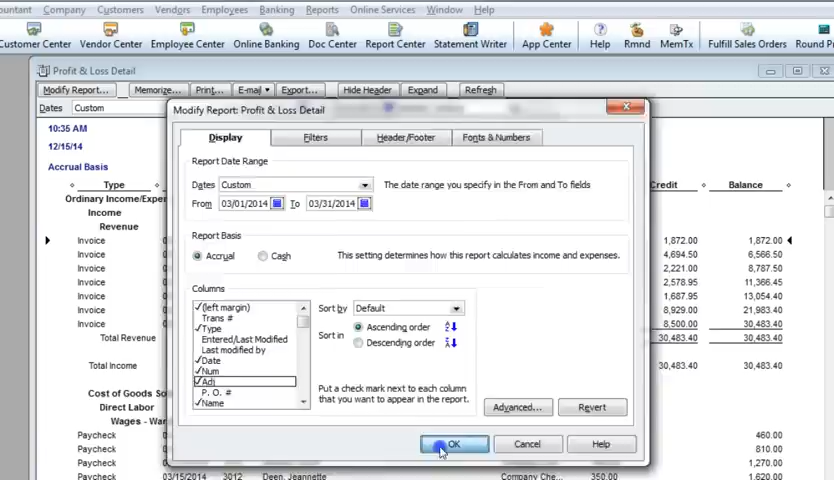 ountant Company Customers Vendors Employees Banking Reports Online Services Window Help
Customer Center Vendor Center Employee Center Online Banking Doc Center Report Center Statement Writer App Center Help Rmnd MemTx Fulfill Sales Orders Round P
Profit & Loss Detail
Modify Report... Memorize... Print... E-mail Export... Hide Header Expand Refresh
Dates Custom
Modify Report: Profit & Loss Detail
10:35 AM
12/15/14
Accrual Basis
Display Filters Header/Footer Fonts & Numbers
Report Date Range
Dates Custom The date range you specify in the From and To fields
From 03/01/2014 To 03/31/2014
Report Basis
Accrual Cash This setting determines how this report calculates income and expenses.
Columns
(left margin)
Trans #
Type
Entered/Last Modified
Last modified by
Date
Num
Adj
P. O. #
Name
Sort by Default
Sort in Ascending order
Descending order
Put a check mark next to each column
that you want to appear in the report.
Advanced... Revert
OK Cancel Help
Type Credit Balance
Ordinary Income/Expe
Income
Revenue
Invoice 1,872.00 1,872.00
Invoice 4,694.50 6,566.50
Invoice 2,221.00 8,787.50
Invoice 2,578.95 11,366.45
Invoice 1,687.95 13,054.40
Invoice 8,929.00 21,983.40
Invoice 8,500.00 30,483.40
Total Revenue 30,483.40 30,483.40
Total Income 30,483.40 30,483.40
Cost of Goods So
Direct Labor
Wages - Wa
Paycheck 460.00
Paycheck 810.00
Paycheck 1,270.00
Paycheck 03/15/2014 3012 Deen, Jeannette Company Che... 350.00 1,620.00